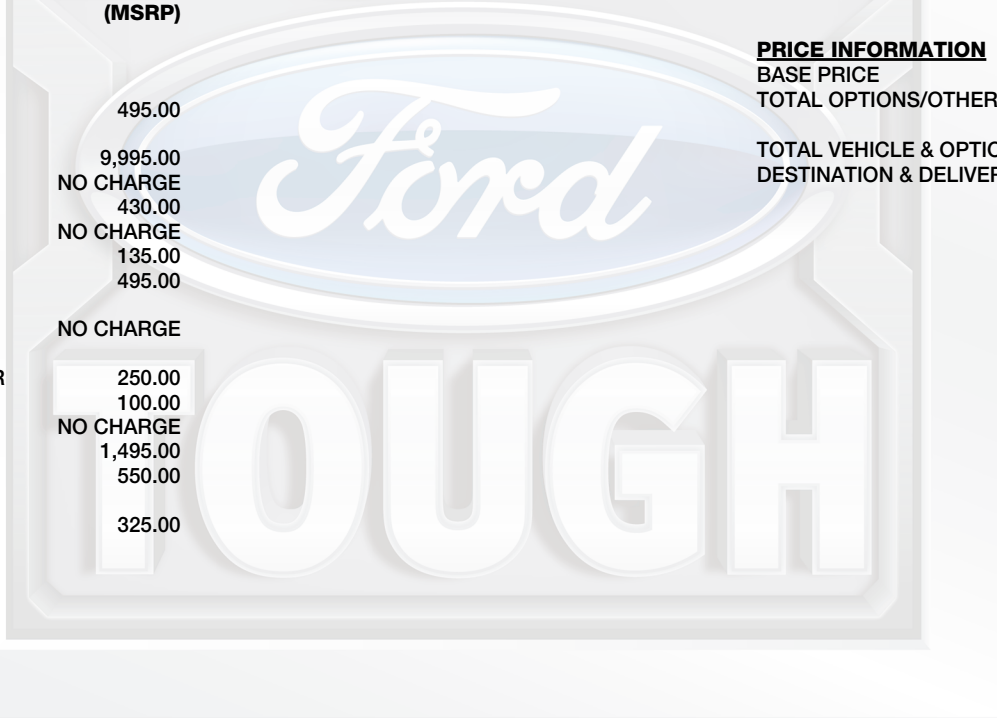 (MSRP)
495.00
9,995.00
NO CHARGE
430.00
NO CHARGE
135.00
495.00
NO CHARGE
R 250.00
100.00
NO CHARGE
1,495.00
550.00
325.00
PRICE INFORMATION
BASE PRICE
TOTAL OPTIONS/OTHER
TOTAL VEHICLE & OPTIO
DESTINATION & DELIVER
Ford
TOUGH